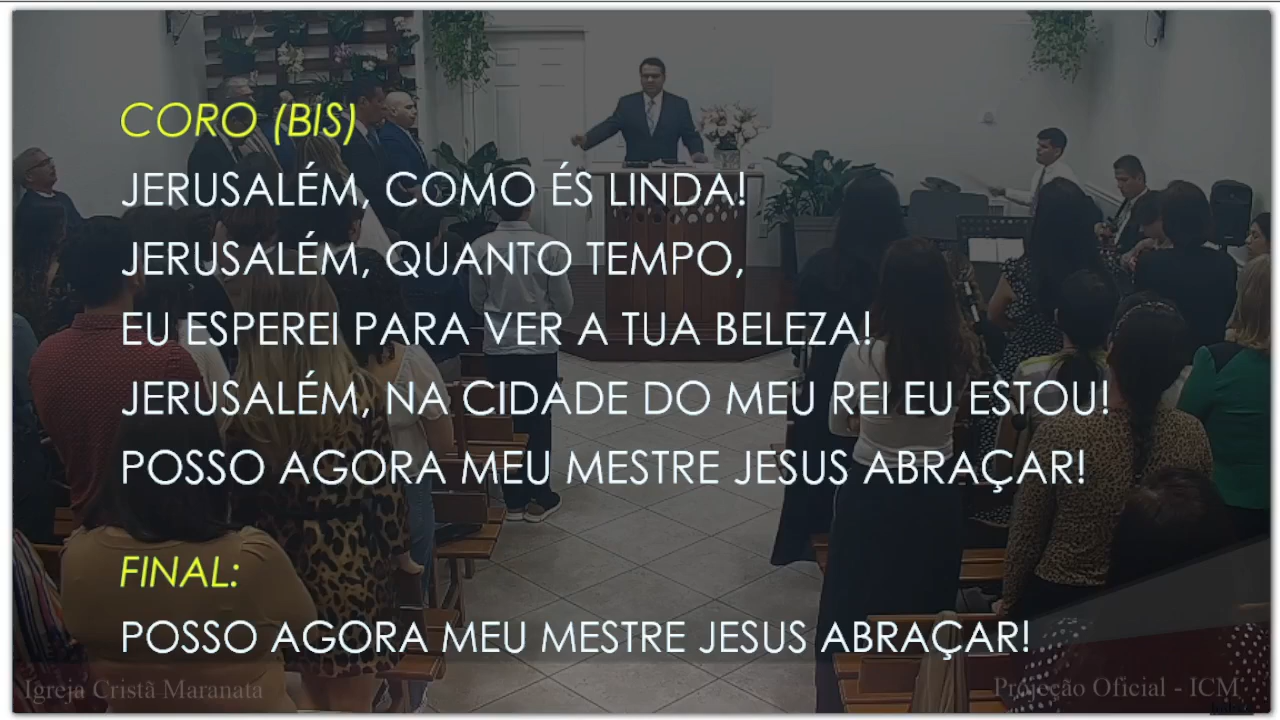 CORO (BIS)
JERUSALÉM, COMO ÉS LINDA!
JERUSALÉM, QUANTO TEMPO,
EU ESPEREI PARA VER A TUA BELEZA!
JERUSALÉM, NA CIDADE DO MEU REI EU ESTOU!
POSSO AGORA MEU MESTRE JESUS ABRAÇAR!
FINAL:
POSSO AGORA MEU MESTRE JESUS ABRAÇAR!
Igreja Cristã Maranata
Projeção Oficial - ICM